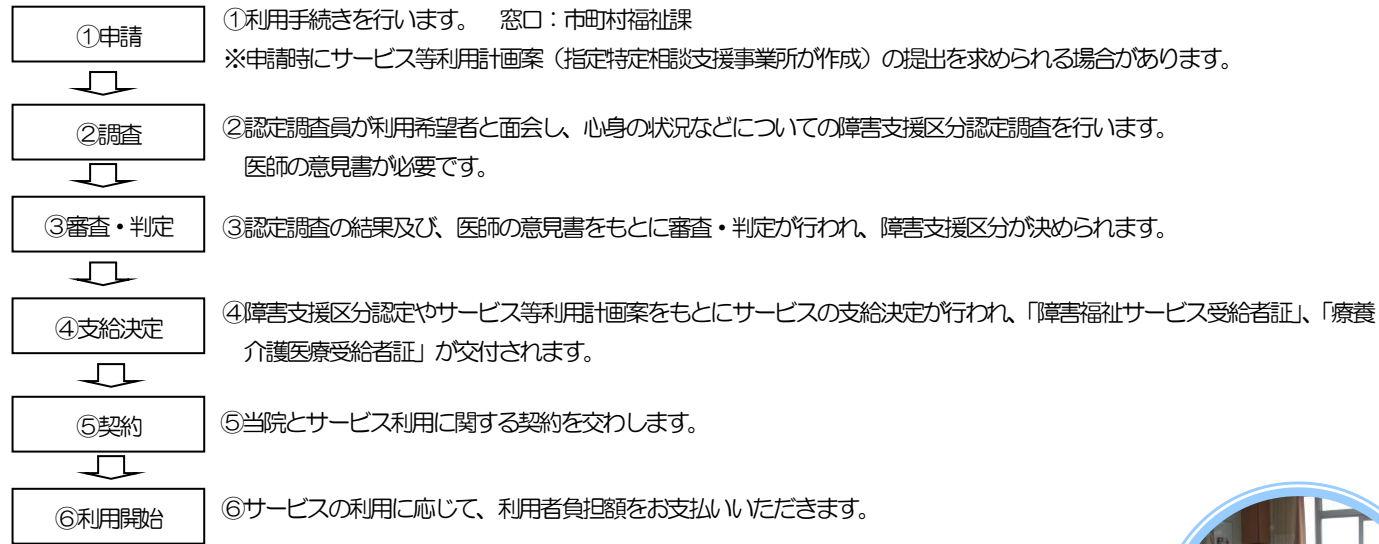 ①申請
①利用手続きを行います。　窓口：市町村福祉課
※申請時にサービス等利用計画案（指定特定相談支援事業所が作成）の提出を求められる場合があります。
②調査
②認定調査員が利用希望者と面会し、心身の状況などについての障害支援区分認定調査を行います。
医師の意見書が必要です。
③審査・判定
③認定調査の結果及び、医師の意見書をもとに審査・判定が行われ、障害支援区分が決められます。
④支給決定
④障害支援区分認定やサービス等利用計画案をもとにサービスの支給決定が行われ、「障害福祉サービス受給者証」、「療養
介護医療受給者証」が交付されます。
⑤契約
⑤当院とサービス利用に関する契約を交わします。
⑥利用開始
⑥サービスの利用に応じて、利用者負担額をお支払いいただきます。